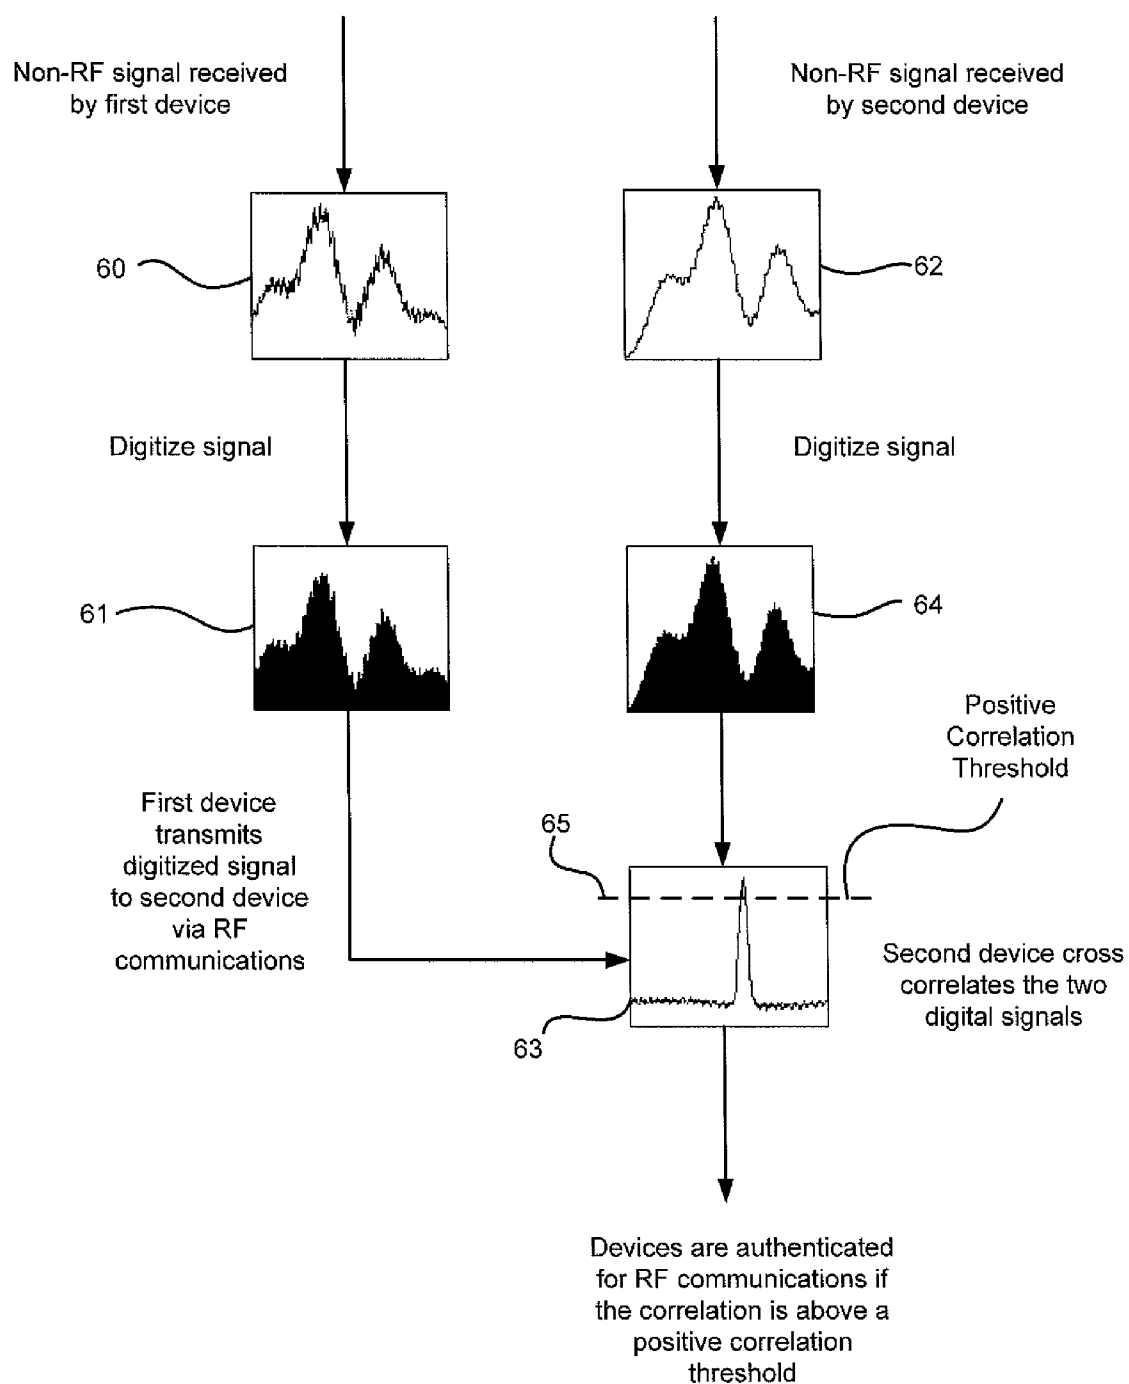 Non-RF signal received
by first device
Non-RF signal received
by second device
60
62
Digitize signal
Digitize signal
61
64
Positive
Correlation
Threshold
First device
transmits
digitized signal
to second device
via RF
communications
65
Second device cross
correlates the two
digital signals
63
Devices are authenticated
for RF communications if
the correlation is above a
positive correlation
threshold